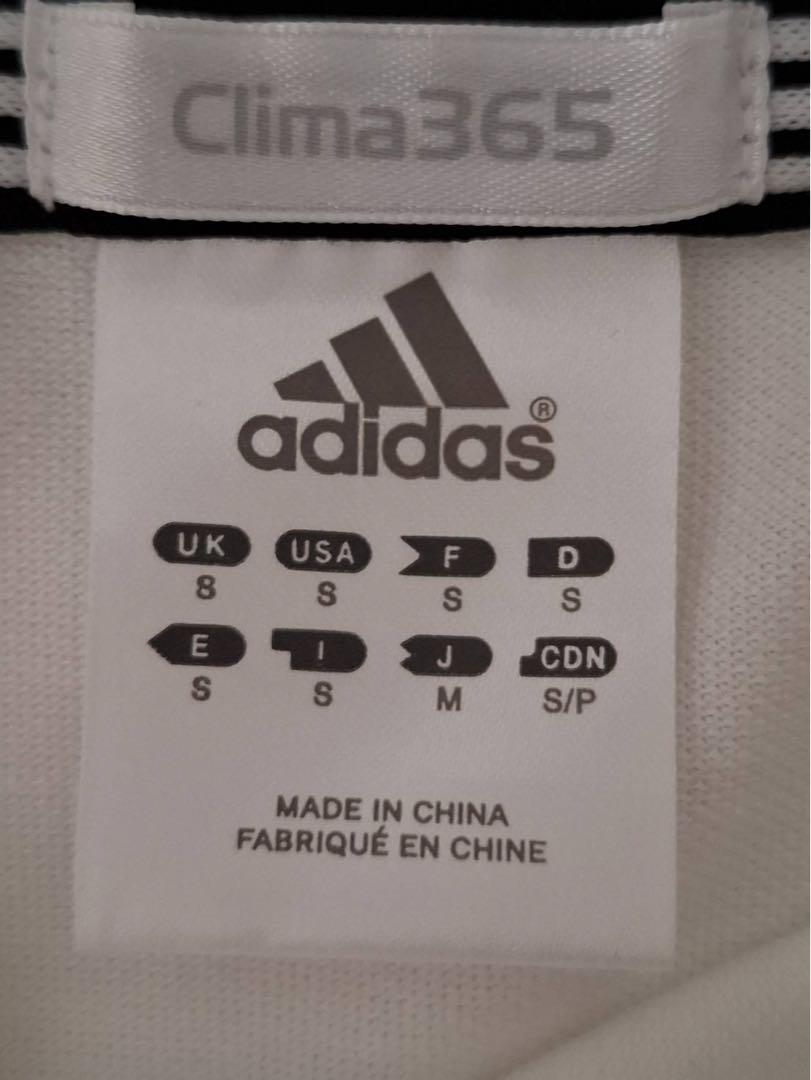 Clima365
adidas®
UK USA F D
8 S S S
E I J CDN
S S M S/P
MADE IN CHINA
FABRIQUÉ EN CHINE